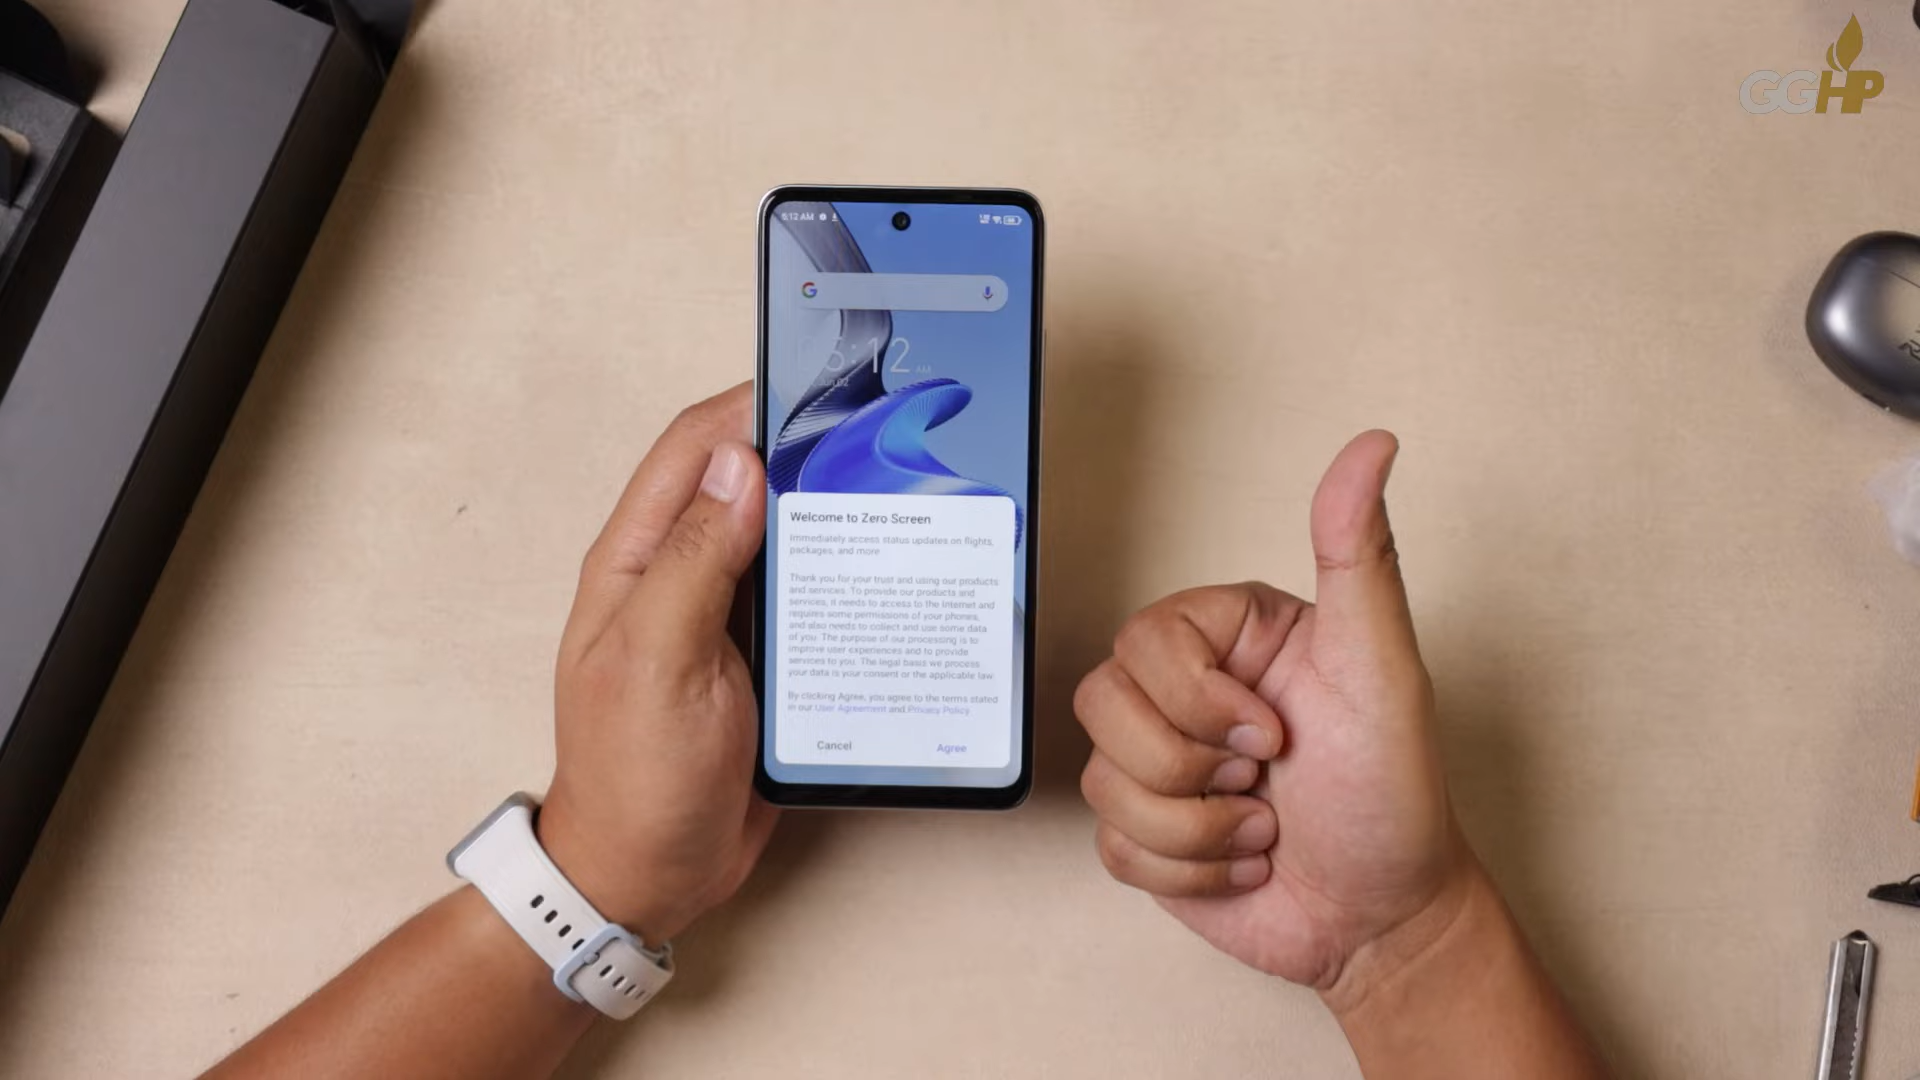 GGHP
5:12 AM
05:12 AM
Welcome to Zero Screen
Immediately access status updates on flights,
packages, and more
Thank you for your trust and using our products
and services. To provide our products and
services, it needs to access to the Internet and
requires some permissions of your phones,
and also needs to collect and use some data
of you. The purpose of our processing is to
improve user experiences and to provide
services to you. The legal basis we process
your data is your consent or the applicable law.
By clicking Agree, you agree to the terms stated
in our User Agreement and Privacy Policy.
Cancel
Agree